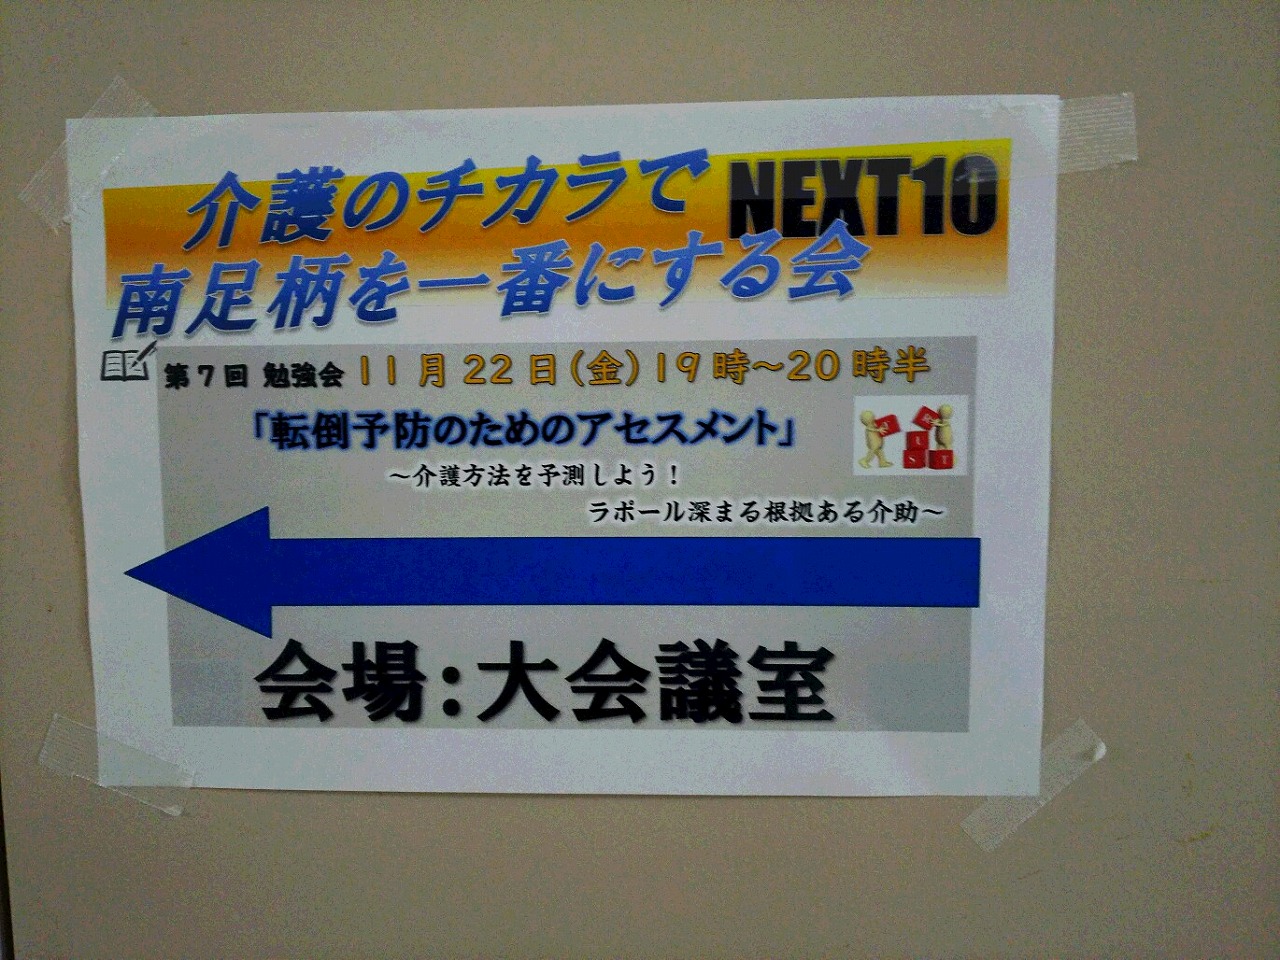 介護のチカラで NEXT10
南足柄を一番にする会
第7回 勉強会 11月22日(金)19時～20時半
「転倒予防のためのアセスメント」
～介護方法を予測しよう！
ラポール深まる根拠ある介助～
会場:大会議室